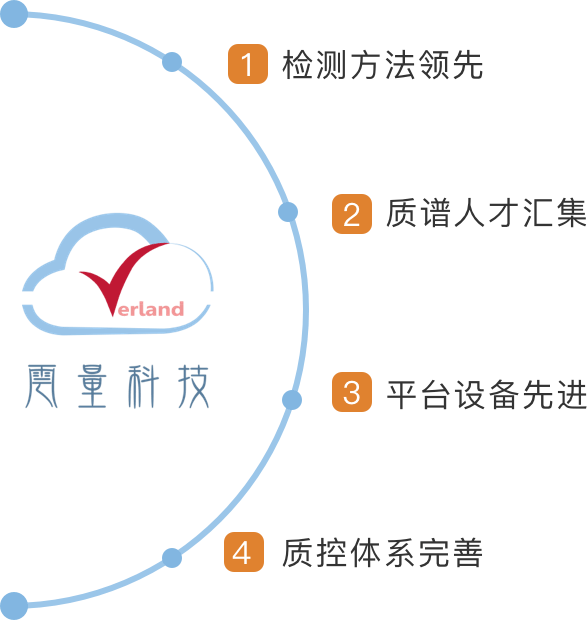 1 检测方法领先
2 质谱人才汇集
Verland
量科技
3 平台设备先进
4 质控体系完善